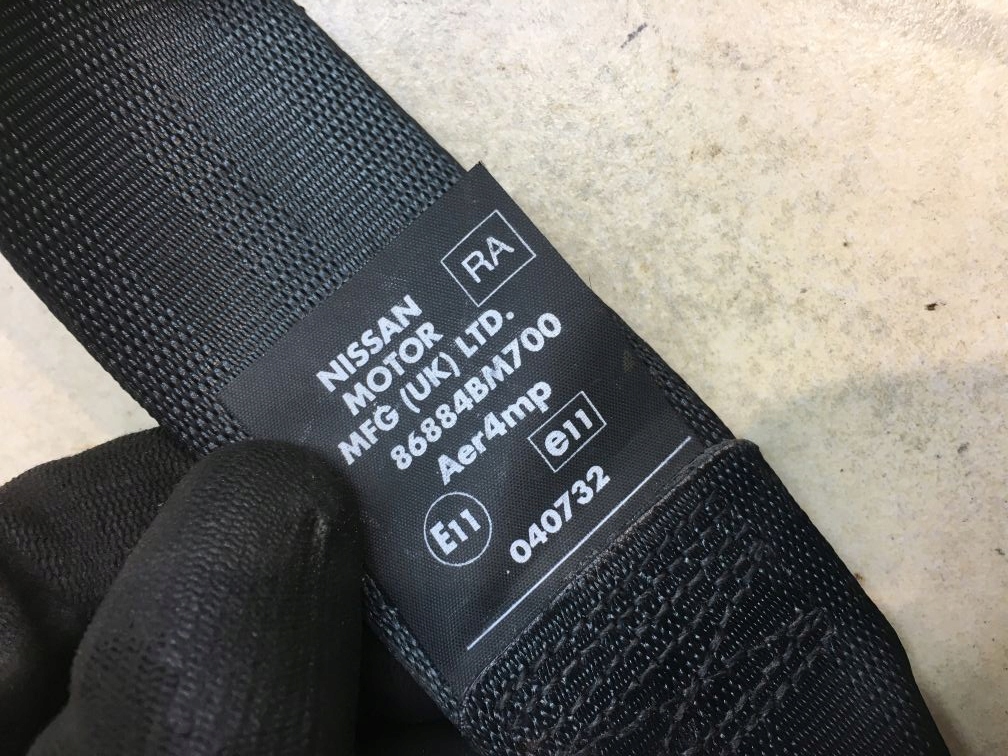 RA
NISSAN
MOTOR
MFG (UK) LTD.
86884BM700
Aer4mp
e11
E11
040732